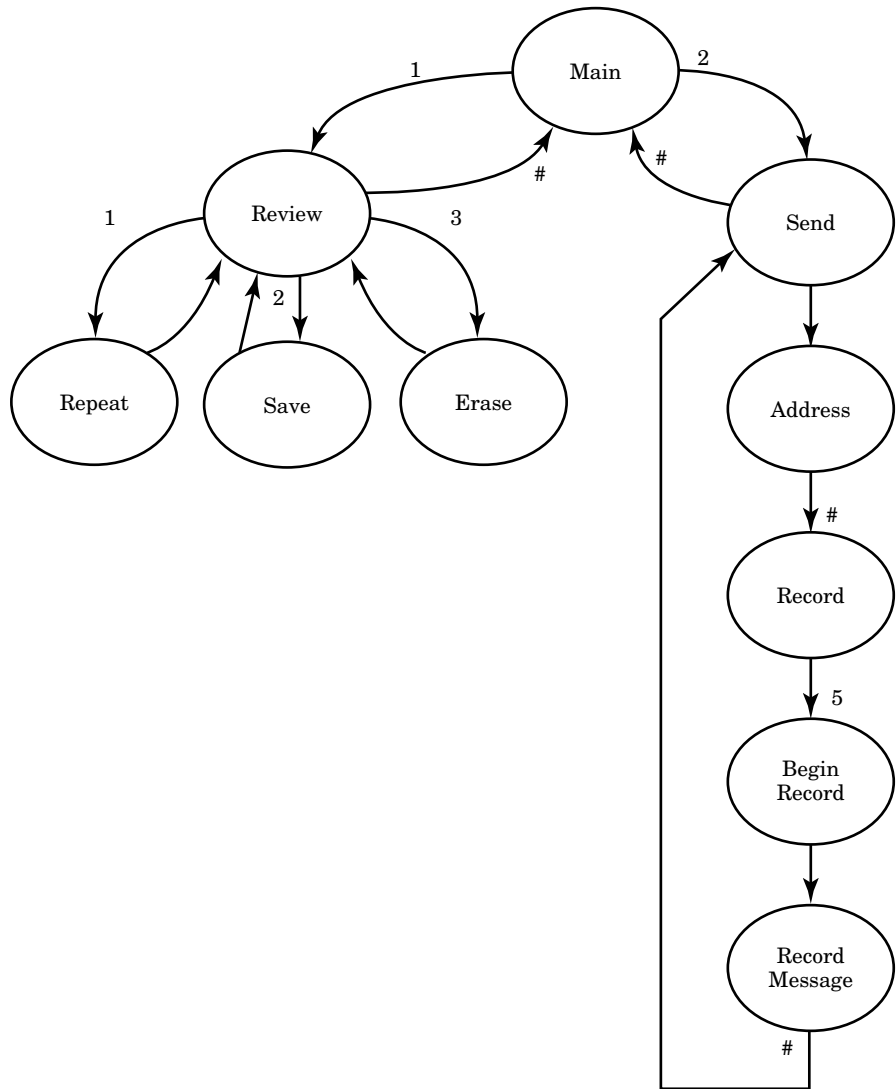 Main
1
2
#
#
Review
Send
1
3
2
Repeat
Save
Erase
Address
#
Record
5
Begin
Record
Record
Message
#